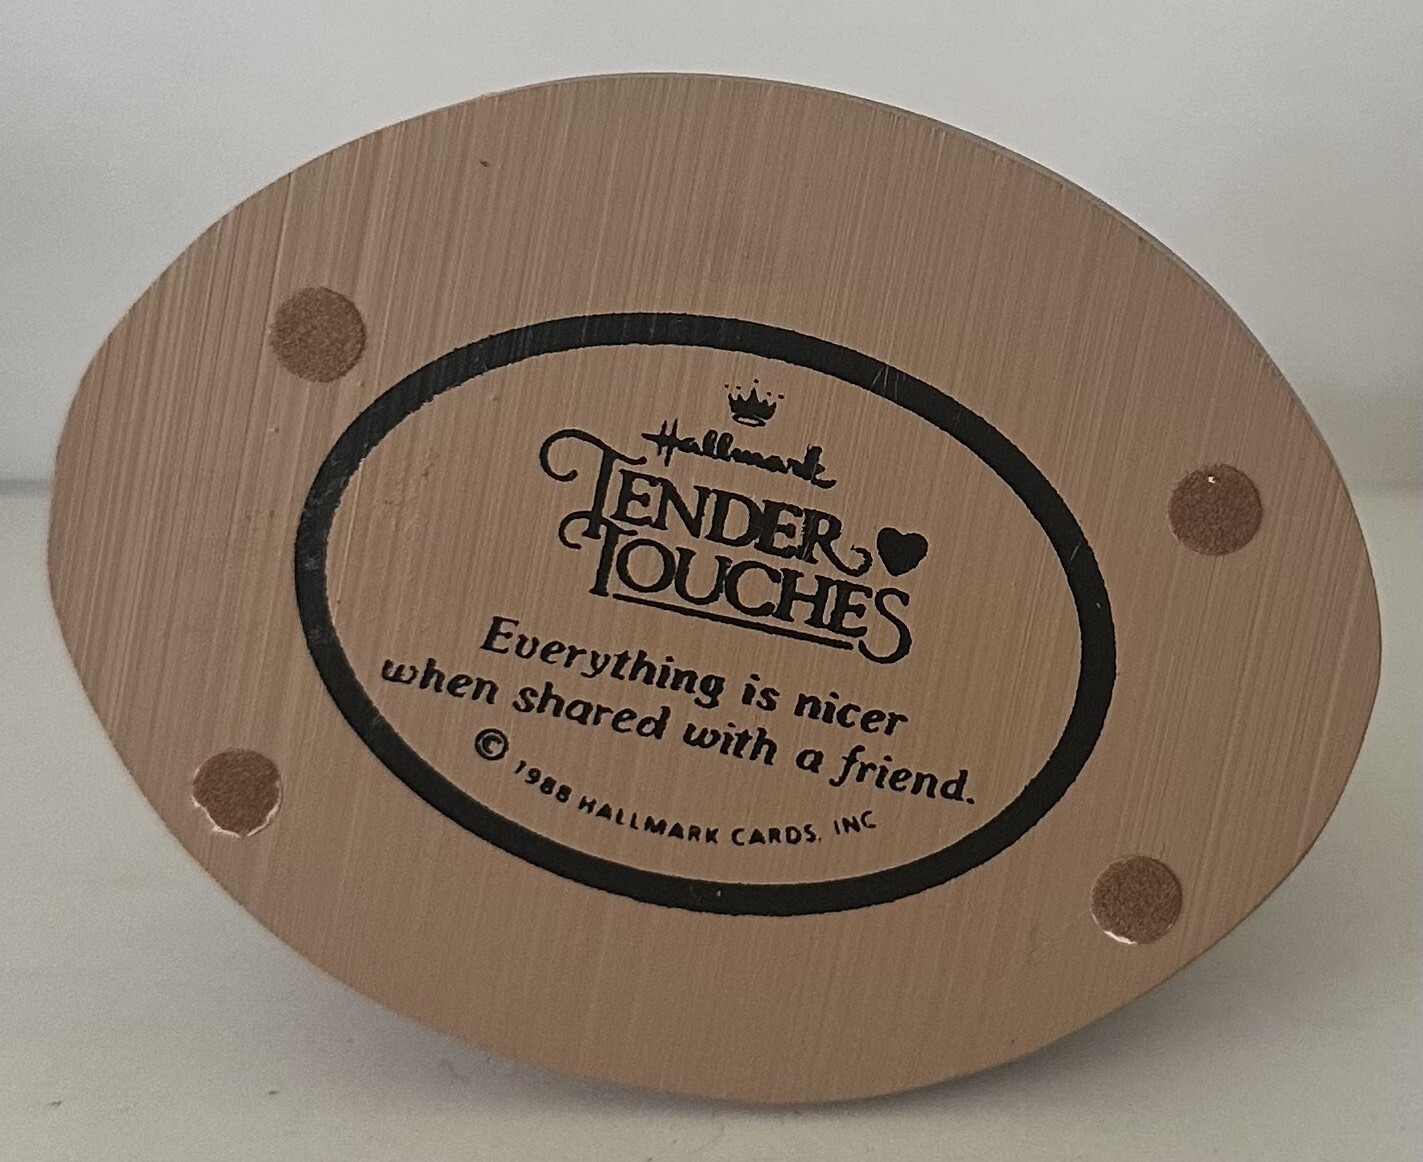 Hallmark
TENDER
TOUCHES
Everything is nicer
when shared with a friend.
© 1988 HALLMARK CARDS, INC